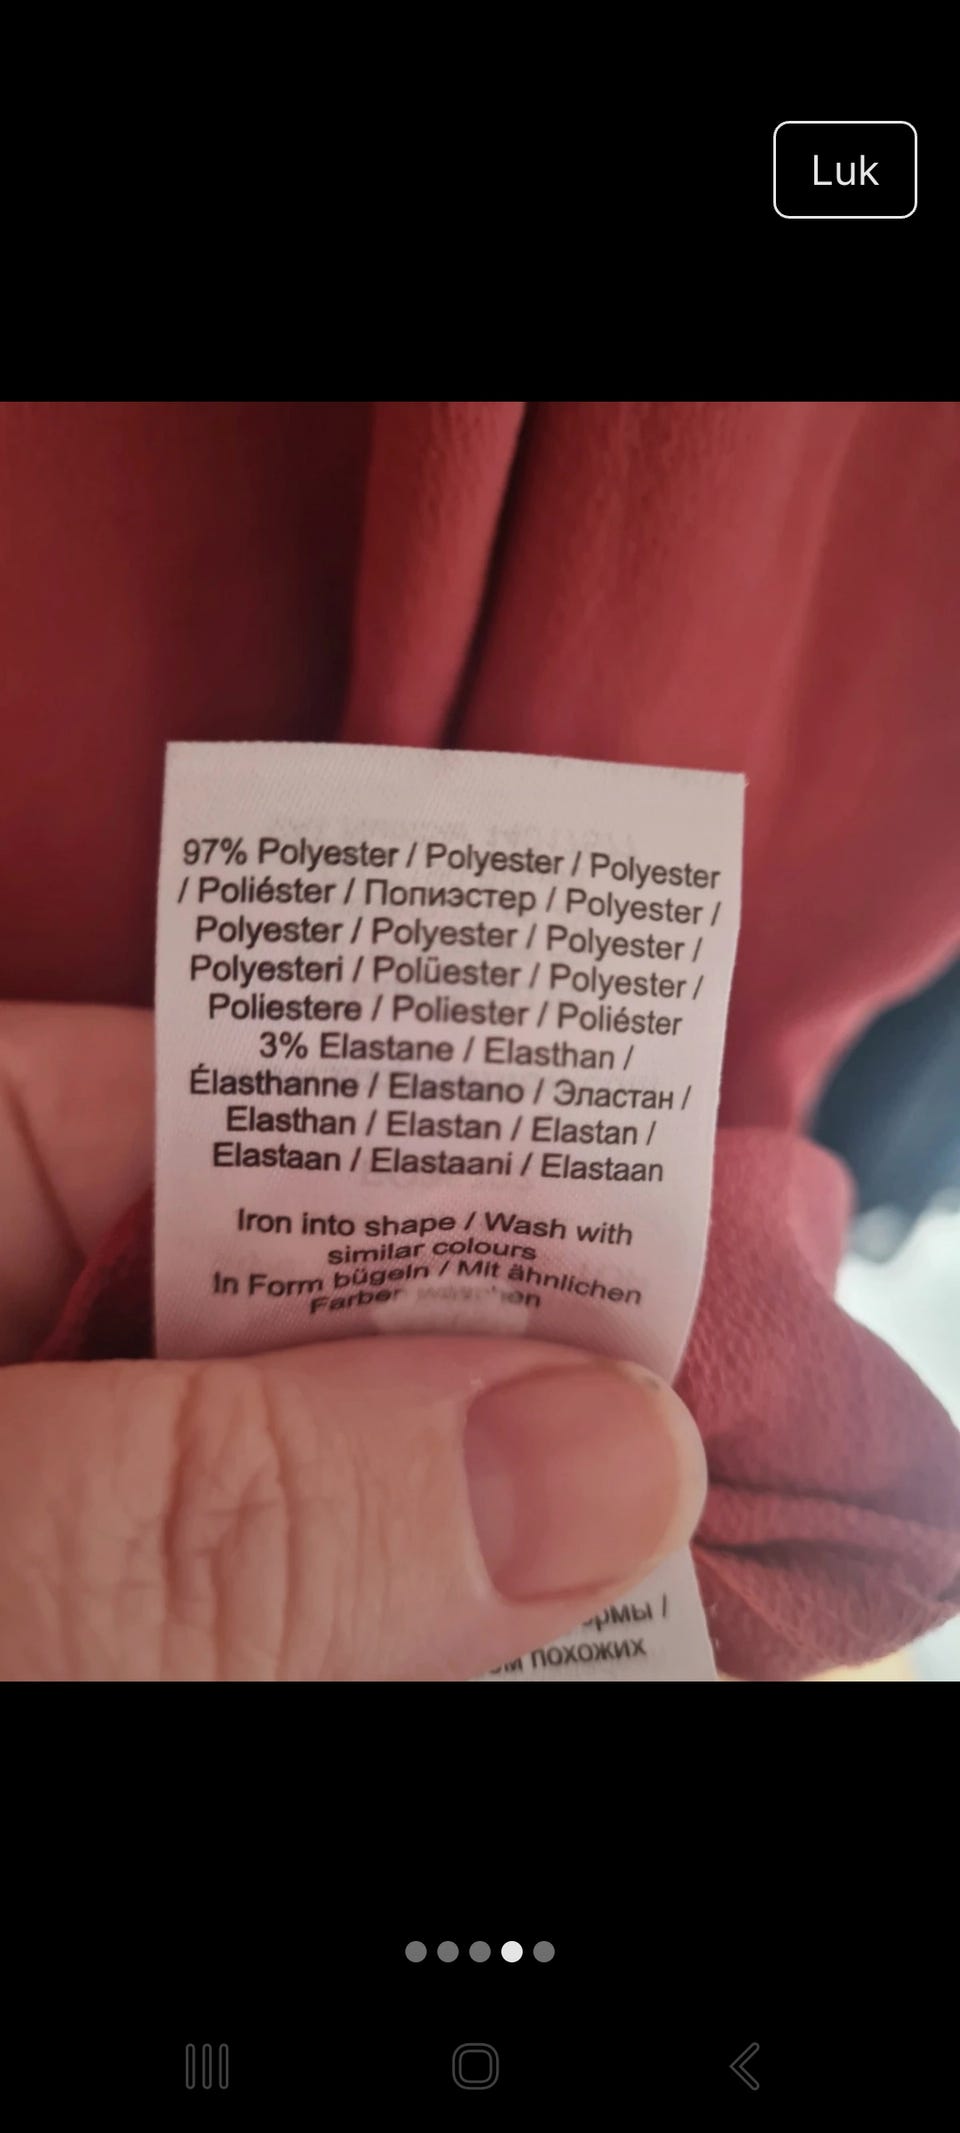 Luk
97% Polyester / Polyester / Polyester
/ Poliéster / Полиэстер / Polyester /
Polyester / Polyester / Polyester /
Polyesteri / Polüester / Polyester /
Poliestere / Poliester / Poliéster
3% Elastane / Elasthan /
Élasthanne / Elastano / Эластан /
Elasthan / Elastan / Elastan /
Elastaan / Elastaani / Elastaan
Iron into shape / Wash with
similar colours
In Form bügeln / Mit ähnlichen
похожих